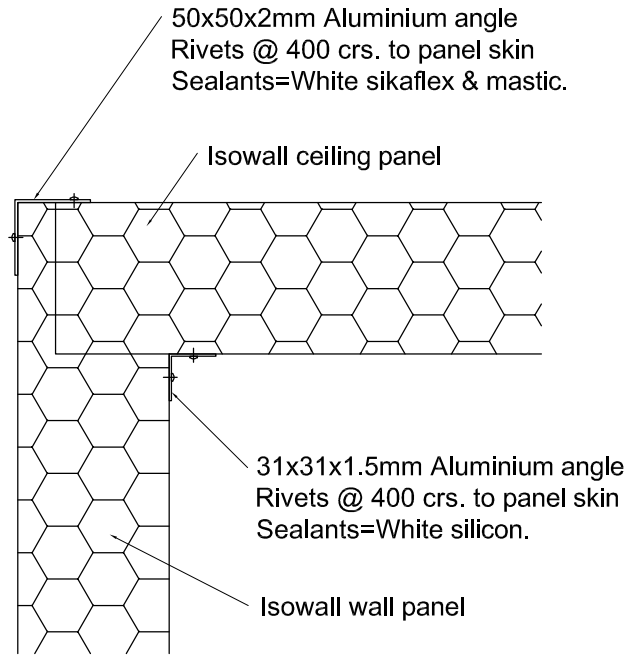 50x50x2mm Aluminium angle
Rivets @ 400 crs. to panel skin
Sealants=White sikaflex & mastic.
Isowall ceiling panel
31x31x1.5mm Aluminium angle
Rivets @ 400 crs. to panel skin
Sealants=White silicon.
Isowall wall panel